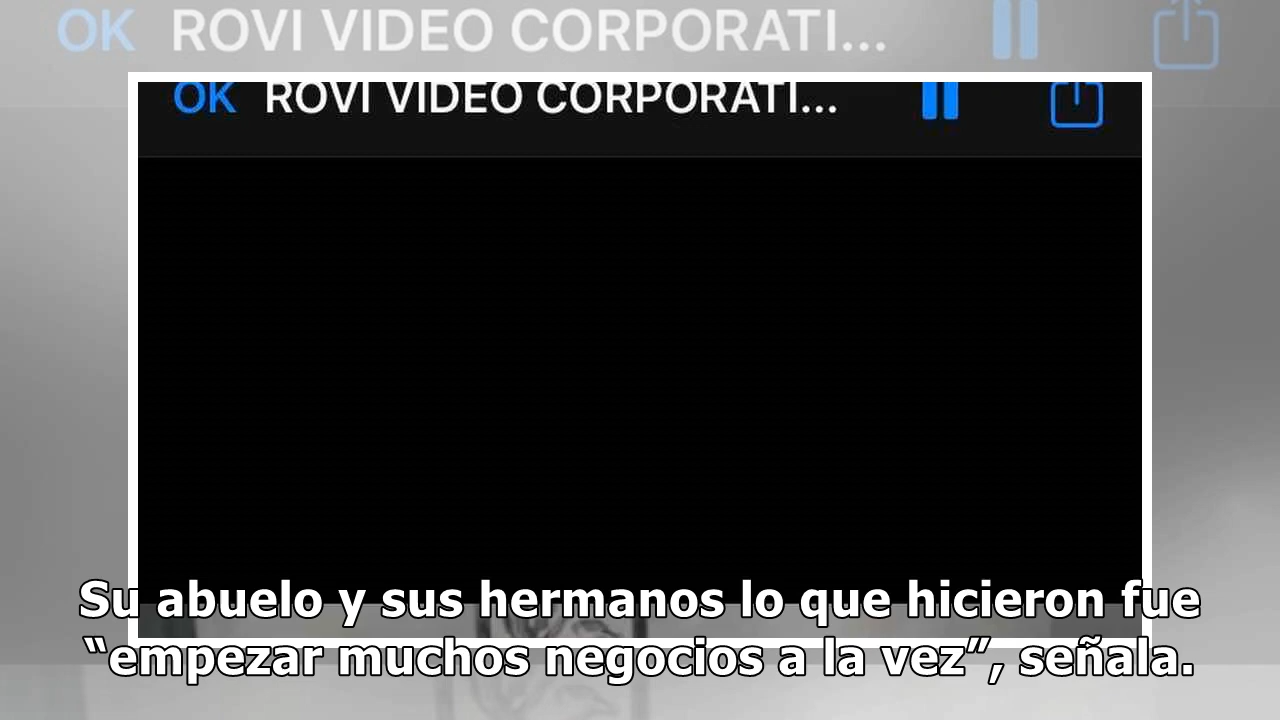 OK ROVI VIDEO CORPORATI...
OK ROVI VIDEO CORPORATI...
Su abuelo y sus hermanos lo que hicieron fue
“empezar muchos negocios a la vez”, señala.